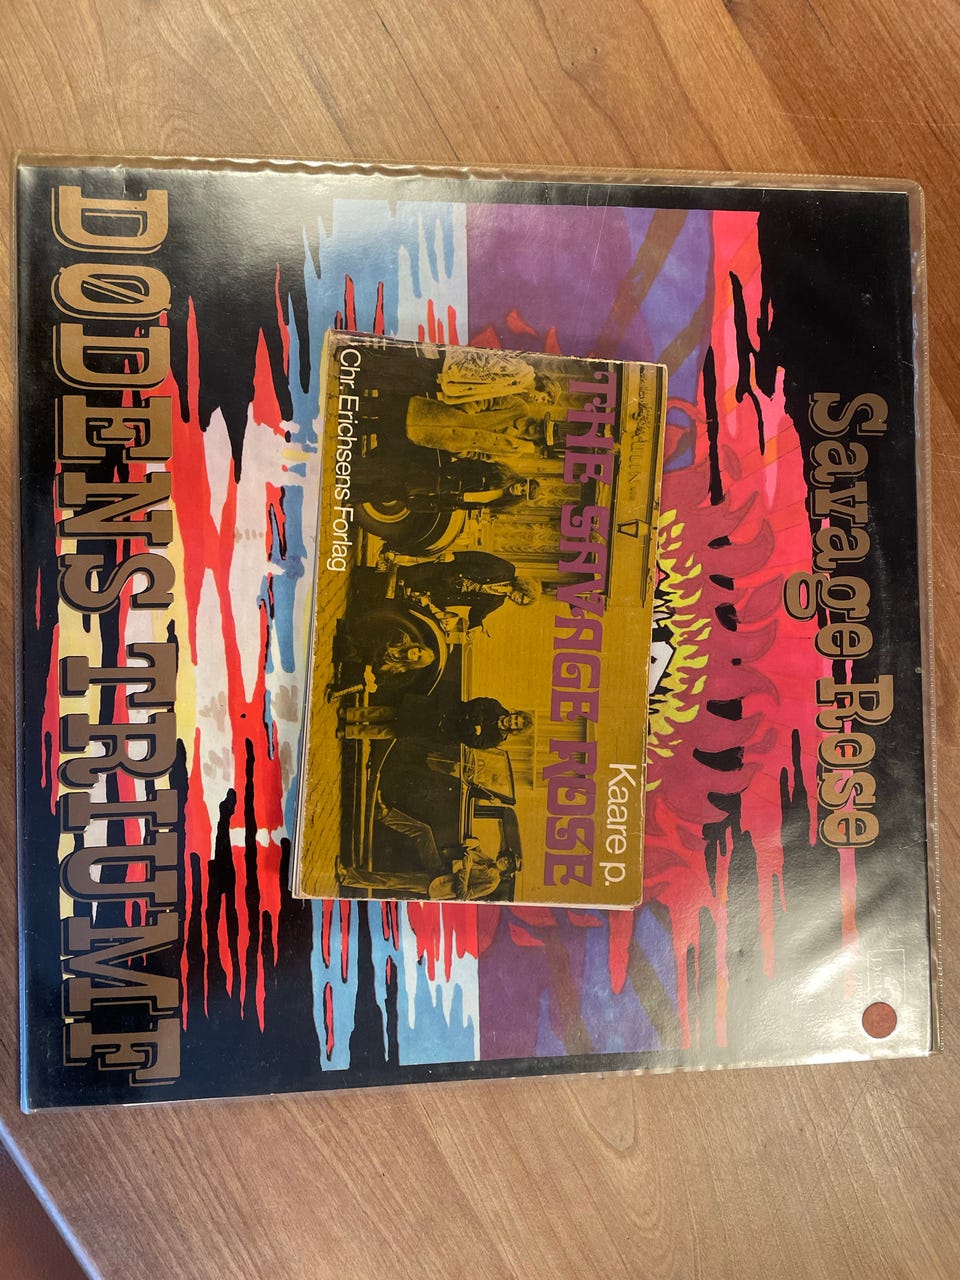 Savage Rose
Kaare p.
THE SAVAGE ROSE
Chr. Erichsens Forlag
DØDENS TRIUMF